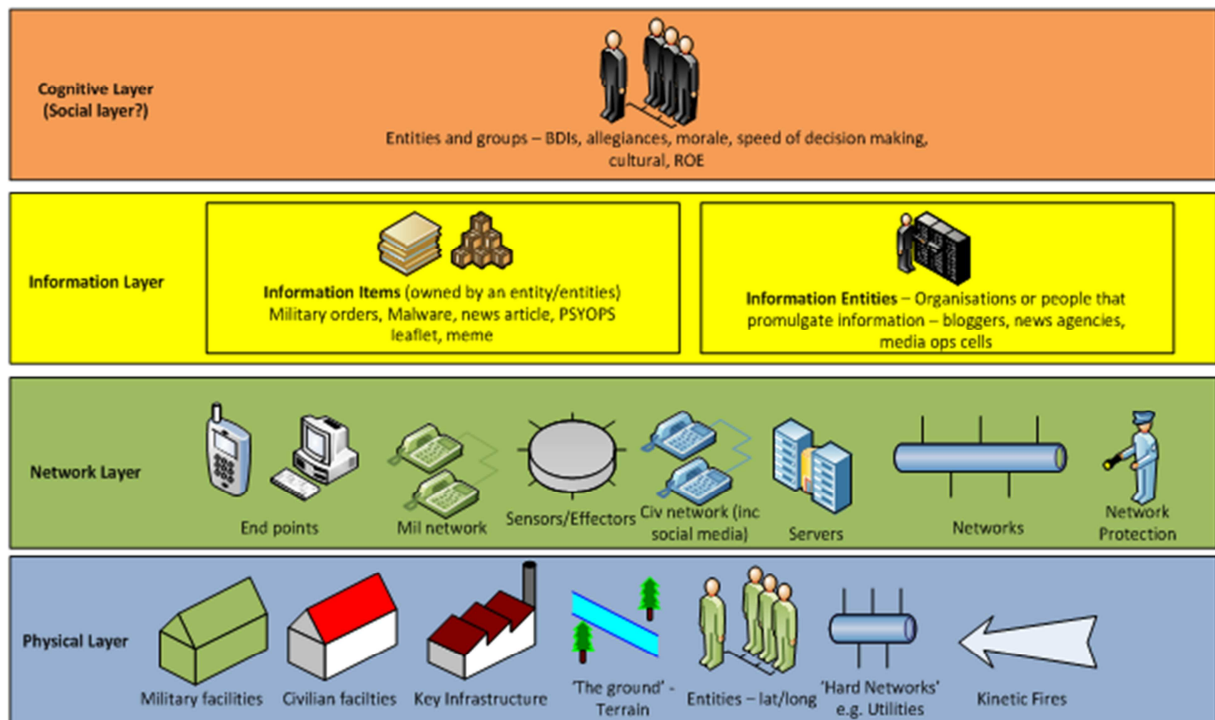 Cognitive Layer
(Social layer?)
Entities and groups – BDIs, allegiances, morale, speed of decision making,
cultural, ROE
Information Layer
Information Items (owned by an entity/entities)
Military orders, Malware, news article, PSYOPS
leaflet, meme
Information Entities – Organisations or people that
promulgate information – bloggers, news agencies,
media ops cells
Network Layer
End points
Mil network
Sensors/Effectors
Civ network (inc
social media)
Servers
Networks
Network
Protection
Physical Layer
Military facilities
Civilian facilties
Key Infrastructure
'The ground' -
Terrain
Entities – lat/long
'Hard Networks'
e.g. Utilities
Kinetic Fires